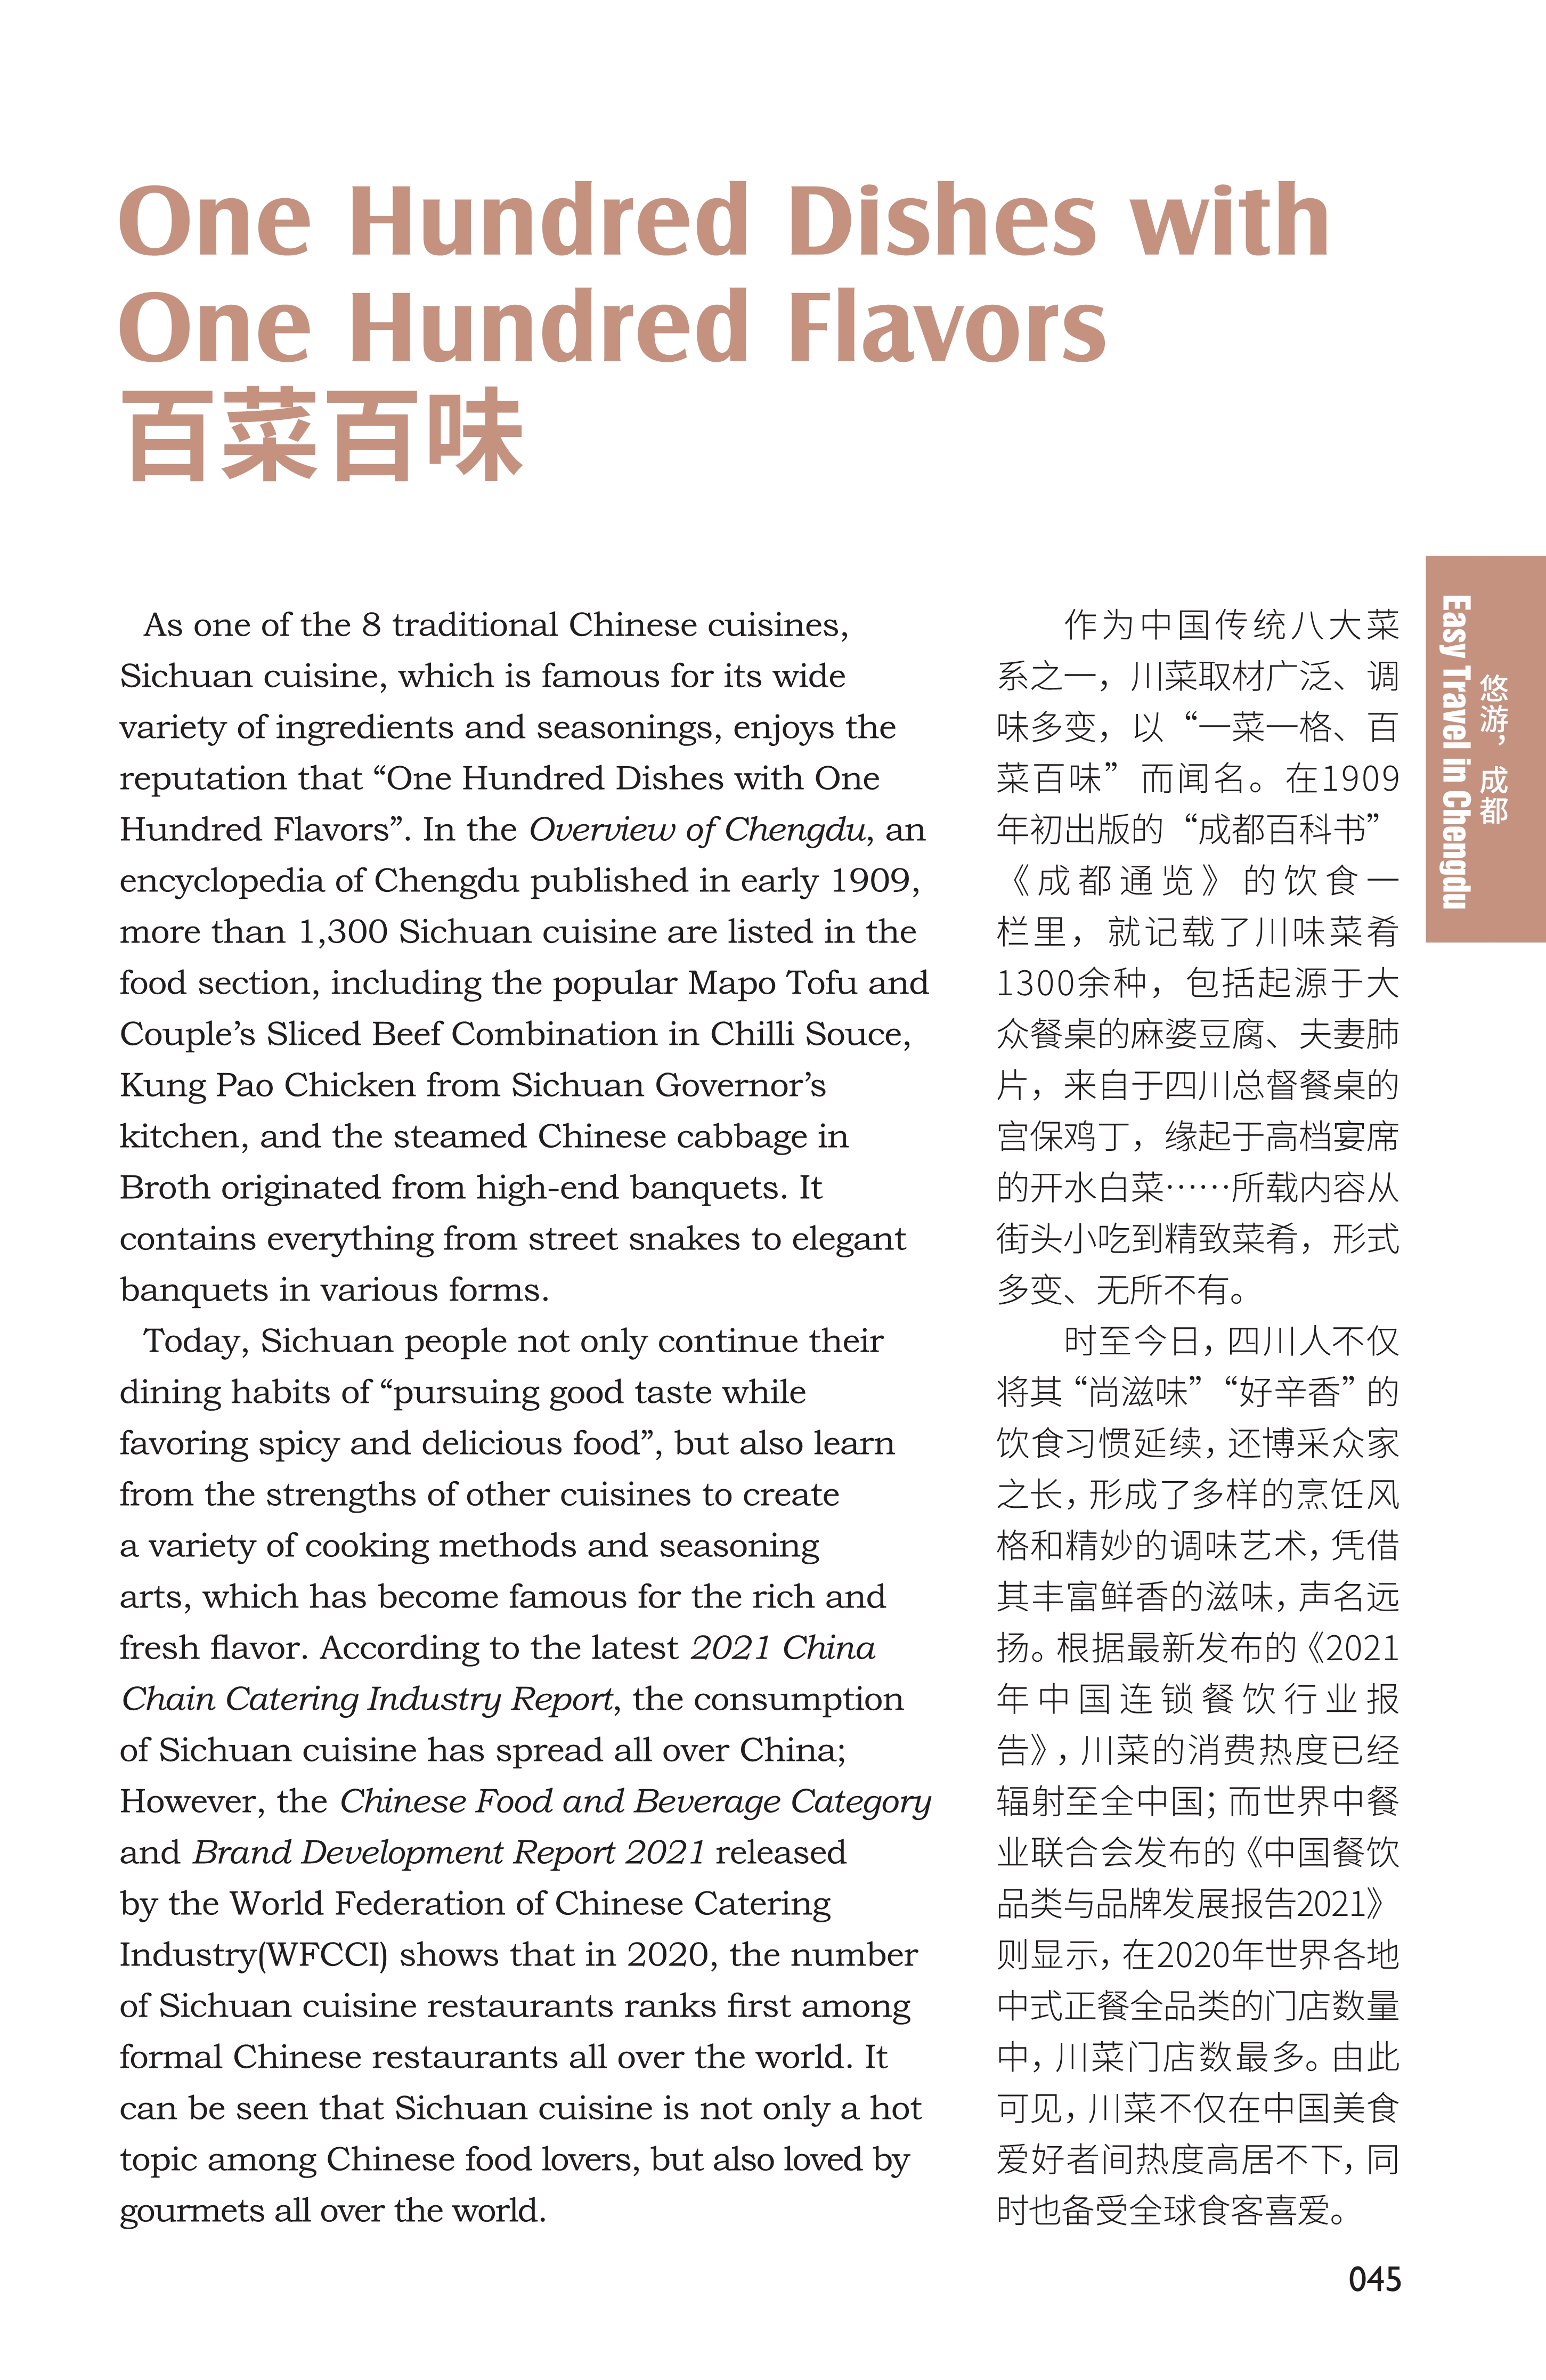 One Hundred Dishes with
One Hundred Flavors
百菜百味
As one of the 8 traditional Chinese cuisines,
Sichuan cuisine, which is famous for its wide
variety of ingredients and seasonings, enjoys the
reputation that “One Hundred Dishes with One
Hundred Flavors”. In the Overview of Chengdu, an
encyclopedia of Chengdu published in early 1909,
more than 1,300 Sichuan cuisine are listed in the
food section, including the popular Mapo Tofu and
Couple’s Sliced Beef Combination in Chilli Souce,
Kung Pao Chicken from Sichuan Governor’s
kitchen, and the steamed Chinese cabbage in
Broth originated from high-end banquets. It
contains everything from street snakes to elegant
banquets in various forms.
Today, Sichuan people not only continue their
dining habits of “pursuing good taste while
favoring spicy and delicious food”, but also learn
from the strengths of other cuisines to create
a variety of cooking methods and seasoning
arts, which has become famous for the rich and
fresh flavor. According to the latest 2021 China
Chain Catering Industry Report, the consumption
of Sichuan cuisine has spread all over China;
However, the Chinese Food and Beverage Category
and Brand Development Report 2021 released
by the World Federation of Chinese Catering
Industry(WFCCI) shows that in 2020, the number
of Sichuan cuisine restaurants ranks first among
formal Chinese restaurants all over the world. It
can be seen that Sichuan cuisine is not only a hot
topic among Chinese food lovers, but also loved by
gourmets all over the world.
作为中国传统八大菜
系之一，川菜取材广泛、调
味多变，以“一菜一格、百
菜百味”而闻名。在1909
年初出版的“成都百科书”
《成都通览》的饮食一
栏里，就记载了川味菜肴
1300余种，包括起源于大
众餐桌的麻婆豆腐、夫妻肺
片，来自于四川总督餐桌的
宫保鸡丁，缘起于高档宴席
的开水白菜……所载内容从
街头小吃到精致菜肴，形式
多变、无所不有。
时至今日，四川人不仅
将其“尚滋味”“好辛香”的
饮食习惯延续，还博采众家
之长，形成了多样的烹饪风
格和精妙的调味艺术，凭借
其丰富鲜香的滋味，声名远
扬。根据最新发布的《2021
年中国连锁餐饮行业报
告》，川菜的消费热度已经
辐射至全中国；而世界中餐
业联合会发布的《中国餐饮
品类与品牌发展报告2021》
则显示，在2020年世界各地
中式正餐全品类的门店数量
中，川菜门店数最多。由此
可见，川菜不仅在中国美食
爱好者间热度高居不下，同
时也备受全球食客喜爱。
悠游，成都
Easy Travel in Chengdu
045